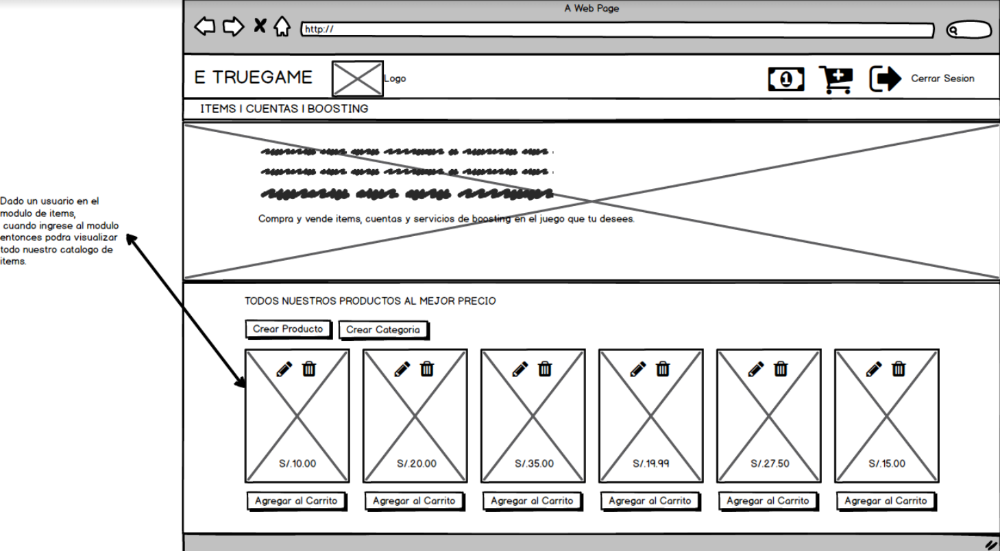 A Web Page
http://
E TRUEGAME
Logo
1
Cerrar Sesion
ITEMS | CUENTAS | BOOSTING
Compra y vende items, cuentas y servicios de boosting en el juego que tu desees.
Dado un usuario en el
modulo de items,
cuando ingrese al modulo
entonces podra visualizar
todo nuestro catalogo de
items.
TODOS NUESTROS PRODUCTOS AL MEJOR PRECIO
Crear Producto Crear Categoria
S/.10.00 S/.20.00 S/.35.00 S/.19.99 S/.27.50 S/.15.00
Agregar al Carrito Agregar al Carrito Agregar al Carrito Agregar al Carrito Agregar al Carrito Agregar al Carrito